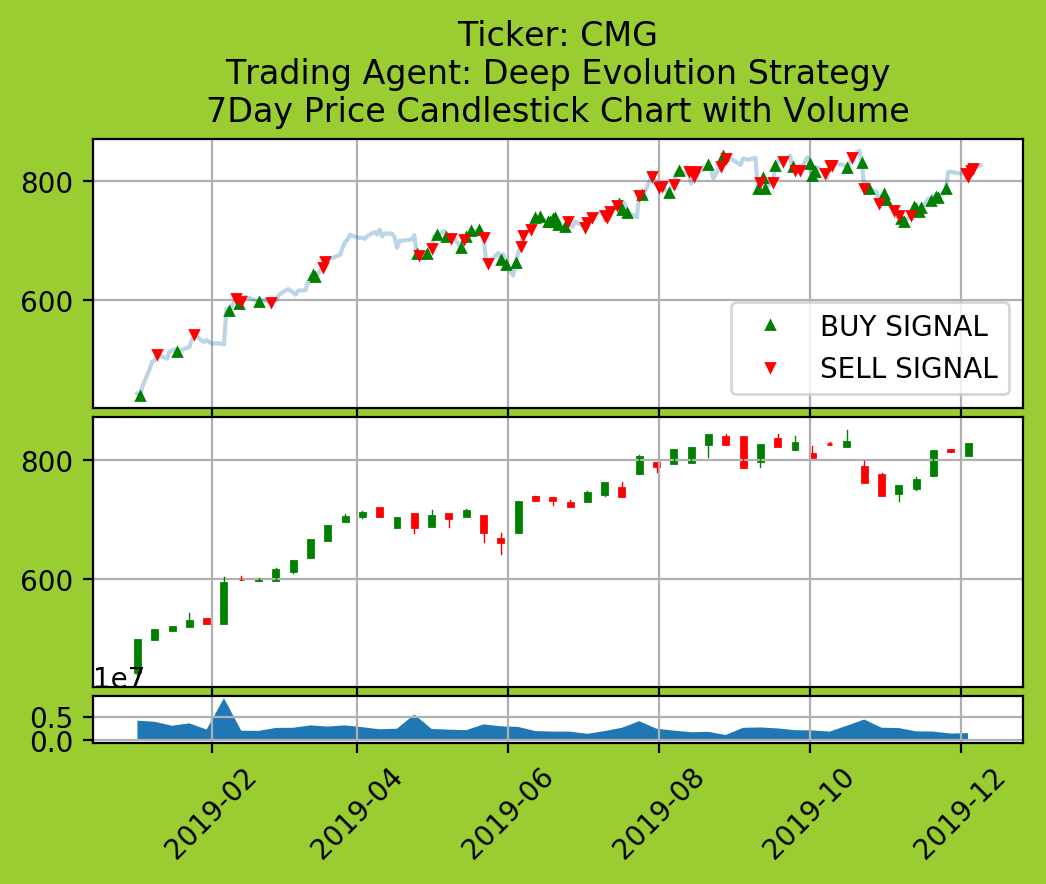 Ticker: CMG
Trading Agent: Deep Evolution Strategy
7Day Price Candlestick Chart with Volume
800
600
BUY SIGNAL
SELL SIGNAL
800
600
1e7
0.5
0.0
2019-02
2019-04
2019-06
2019-08
2019-10
2019-12